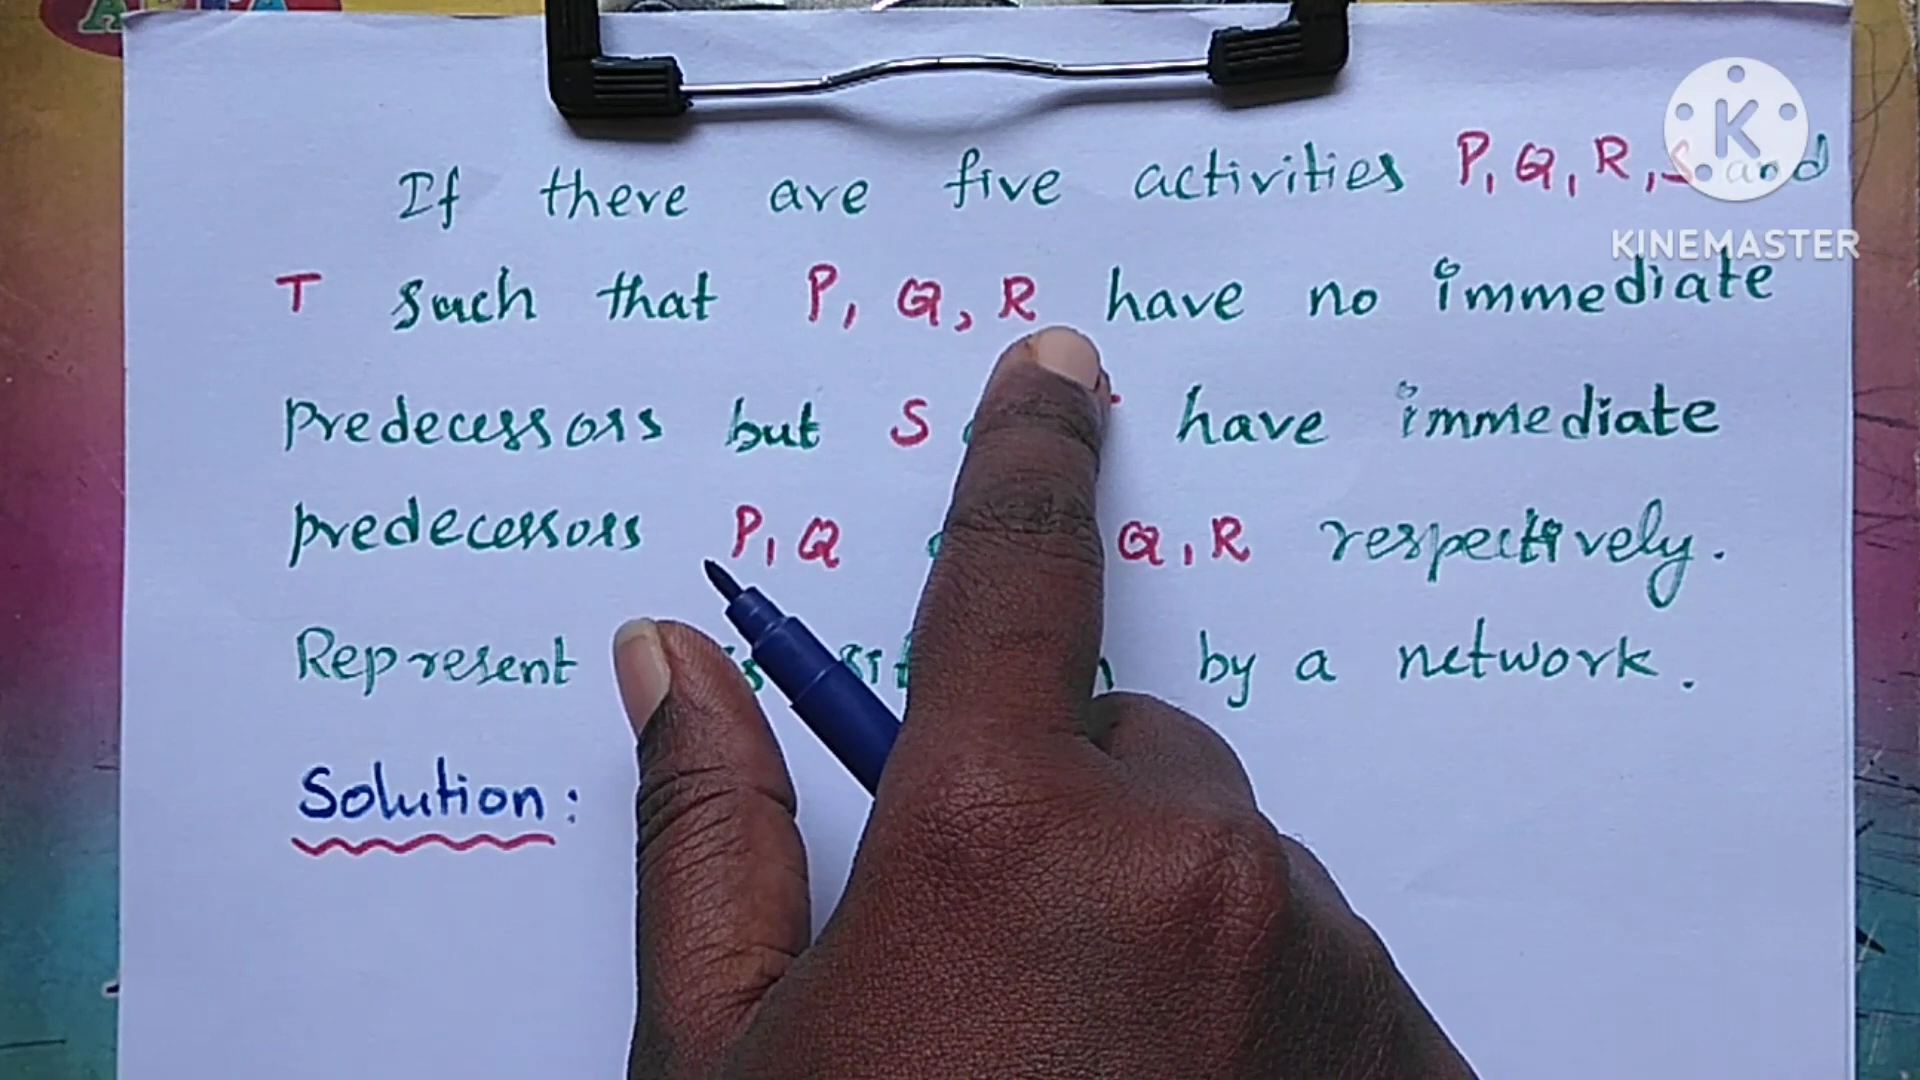 If there are five activities P, Q, R, S and
T such that P, Q, R have no immediate
predecessors but S have immediate
predecessors P, Q Q, R respectively.
Represent by a network.
Solution:
K
KINEMASTER